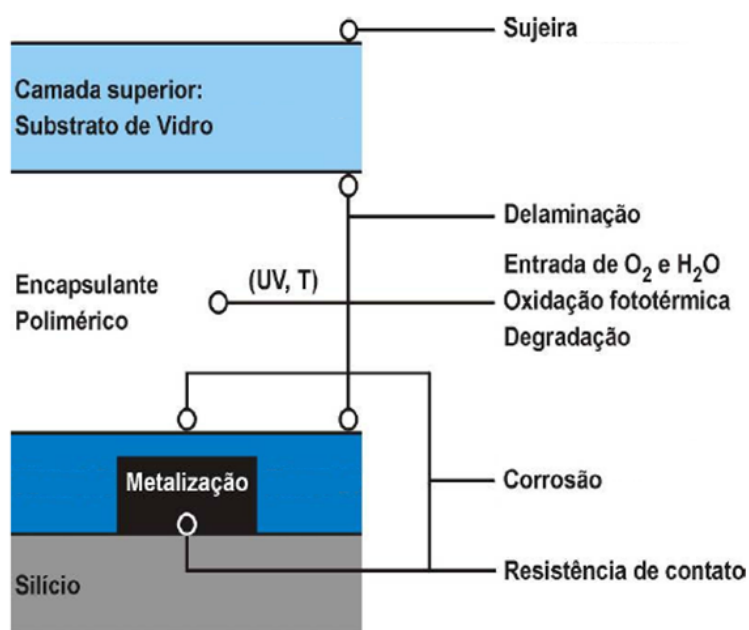 Sujeira
Camada superior:
Substrato de Vidro
Delaminação
Encapsulante
Polimérico
(UV, T)
Entrada de O₂ e H₂O
Oxidação fototérmica
Degradação
Metalização
Corrosão
Silício
Resistência de contato